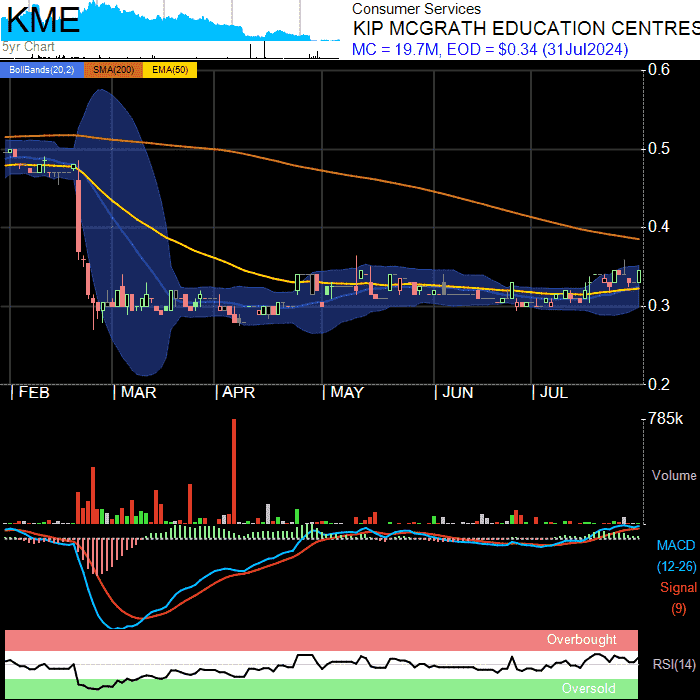 KME
5yr Chart
Consumer Services
KIP MCGRATH EDUCATION CENTRES
MC = 19.7M, EOD = $0.34 (31Jul2024)
BollBands(20,2) SMA(200) EMA(50)
0.6
0.5
0.4
0.3
0.2
FEB MAR APR MAY JUN JUL
785k
Volume
MACD
(12-26)
Signal
(9)
Overbought
RSI(14)
Oversold